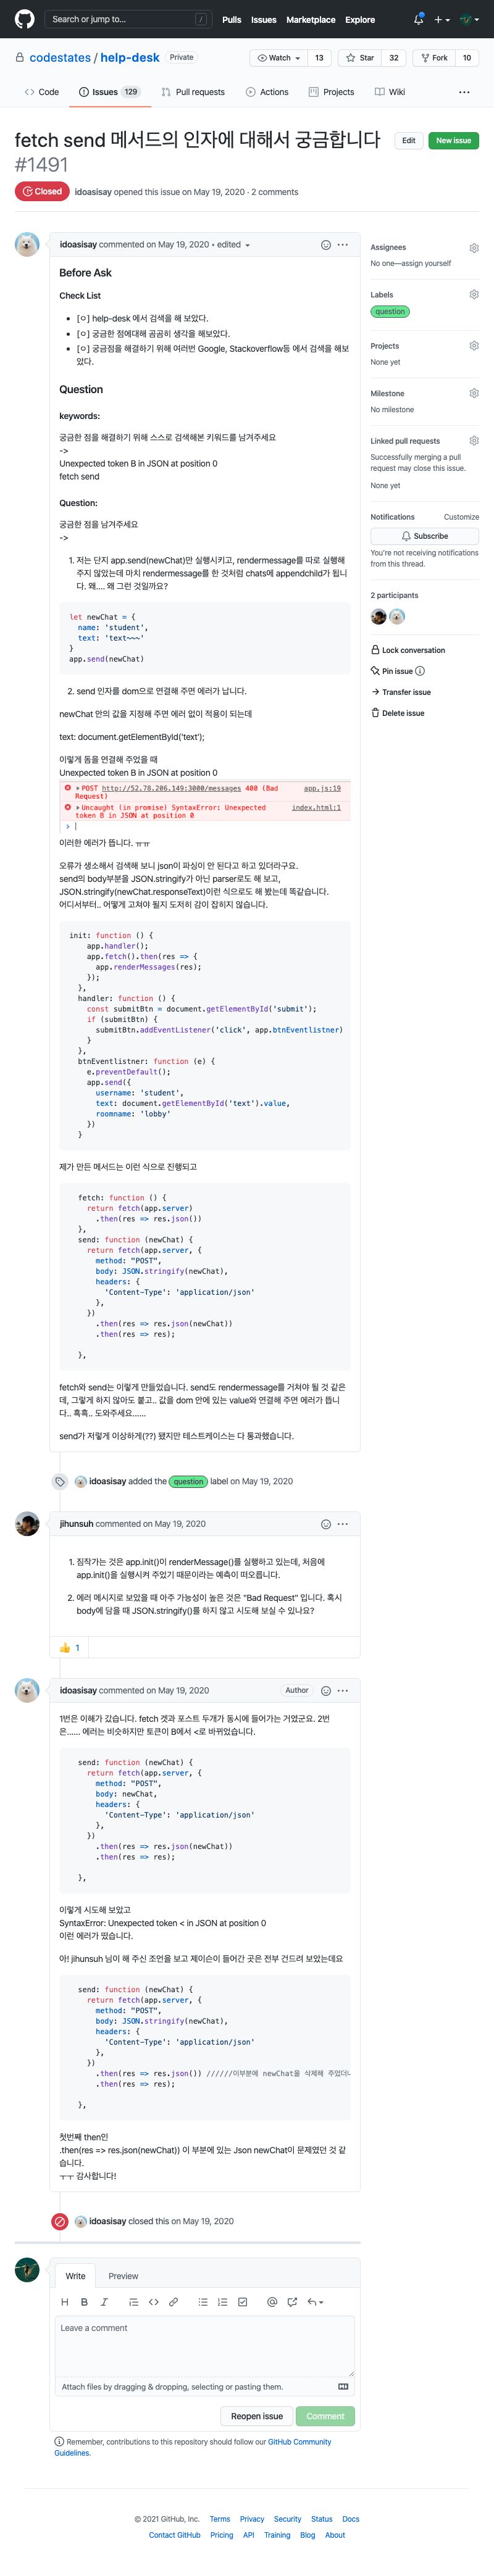 Search or jump to...
/
Pulls Issues Marketplace Explore
codestates / help-desk Private
Watch 13 Star 32 Fork 10
Code Issues 129 Pull requests Actions Projects Wiki
fetch send 메서드의 인자에 대해서 궁금합니다
#1491
Edit New issue
Closed idoasisay opened this issue on May 19, 2020 · 2 comments
idoasisay commented on May 19, 2020 • edited
Before Ask
Check List
• [ㅇ] help-desk 에서 검색을 해 보았다.
• [ㅇ] 궁금한 점에대해 곰곰히 생각을 해보았다.
• [ㅇ] 궁금점을 해결하기 위해 여러번 Google, Stackoverflow등 에서 검색을 해보
았다.
Question
keywords:
궁금한 점을 해결하기 위해 스스로 검색해본 키워드를 남겨주세요
->
Unexpected token B in JSON at position 0
fetch send
Question:
궁금한 점을 남겨주세요
->
1. 저는 단지 app.send(newChat)만 실행시키고, rendermessage를 따로 실행해
주지 않았는데 마치 rendermessage를 한 것처럼 chats에 appendchild가 됩니
다. 왜.... 왜 그런 것일까요?
let newChat = {
name: 'student',
text: 'text~~~'
}
app.send(newChat)
2. send 인자를 dom으로 연결해 주면 에러가 납니다.
newChat 안의 값을 지정해 주면 에러 없이 적용이 되는데
text: document.getElementById('text');
이렇게 돔을 연결해 주었을 때
Unexpected token B in JSON at position 0
POST http://52.78.206.149:3000/messages 400 (Bad app.js:19
Request)
Uncaught (in promise) SyntaxError: Unexpected index.html:1
token B in JSON at position 0
>
이러한 에러가 뜹니다. ㅠㅠ
오류가 생소해서 검색해 보니 json이 파싱이 안 된다고 하고 있더라구요.
send의 body부분을 JSON.stringify가 아닌 parser로도 해 보고,
JSON.stringify(newChat.responseText)이런 식으로도 해 봤는데 똑같습니다.
어디서부터.. 어떻게 고쳐야 될지 도저히 감이 잡히지 않습니다.
init: function () {
app.handler();
app.fetch().then(res => {
app.renderMessages(res);
});
},
handler: function () {
const submitBtn = document.getElementById('submit');
if (submitBtn) {
submitBtn.addEventListener('click', app.btnEventlistner)
}
},
btnEventlistner: function (e) {
e.preventDefault();
app.send({
username: 'student',
text: document.getElementById('text').value,
roomname: 'lobby'
})
}
제가 만든 메서드는 이런 식으로 진행되고
fetch: function () {
return fetch(app.server)
.then(res => res.json())
},
send: function (newChat) {
return fetch(app.server, {
method: "POST",
body: JSON.stringify(newChat),
headers: {
'Content-Type': 'application/json'
},
})
.then(res => res.json(newChat))
.then(res => res);
},
fetch와 send는 이렇게 만들었습니다. send도 rendermessage를 거쳐야 될 것 같은
데, 그렇게 하지 않아도 붙고.. 값을 dom 안에 있는 value와 연결해 주면 에러가 뜹니
다.. 흑흑.. 도와주세요......
send가 저렇게 이상하게(??) 됐지만 테스트케이스는 다 통과했습니다.
idoasisay added the question label on May 19, 2020
jihunsuh commented on May 19, 2020
1. 짐작가는 것은 app.init()이 renderMessage()를 실행하고 있는데, 처음에
app.init()을 실행시켜 주었기 때문이라는 예측이 떠오릅니다.
2. 에러 메시지로 보았을 때 아주 가능성이 높은 것은 "Bad Request" 입니다. 혹시
body에 담을 때 JSON.stringify()를 하지 않고 시도해 보실 수 있나요?
👍 1
idoasisay commented on May 19, 2020 Author
1번은 이해가 갔습니다. fetch 겟과 포스트 두개가 동시에 들어가는 거였군요. 2번
은...... 에러는 비슷하지만 토큰이 B에서 <로 바뀌었습니다.
send: function (newChat) {
return fetch(app.server, {
method: "POST",
body: newChat,
headers: {
'Content-Type': 'application/json'
},
})
.then(res => res.json(newChat))
.then(res => res);
},
이렇게 시도해 보았고
SyntaxError: Unexpected token < in JSON at position 0
이런 에러가 떴습니다.
아! jihunsuh 님이 해 주신 조언을 보고 제이슨이 들어간 곳은 전부 건드려 보았는데요
send: function (newChat) {
return fetch(app.server, {
method: "POST",
body: JSON.stringify(newChat),
headers: {
'Content-Type': 'application/json'
},
})
.then(res => res.json()) //////이부분에 newChat을 삭제해 주었더니
.then(res => res);
},
첫번째 then인
.then(res => res.json(newChat)) 이 부분에 있는 Json newChat이 문제였던 것 같
습니다.
ㅜㅜ 감사합니다!
idoasisay closed this on May 19, 2020
Assignees
No one—assign yourself
Labels
question
Projects
None yet
Milestone
No milestone
Linked pull requests
Successfully merging a pull
request may close this issue.
None yet
Notifications Customize
Subscribe
You're not receiving notifications
from this thread.
2 participants
Lock conversation
Pin issue
Transfer issue
Delete issue
Write Preview
Leave a comment
Attach files by dragging & dropping, selecting or pasting them.
Reopen issue Comment
Remember, contributions to this repository should follow our GitHub Community
Guidelines.
© 2021 GitHub, Inc. Terms Privacy Security Status Docs
Contact GitHub Pricing API Training Blog About